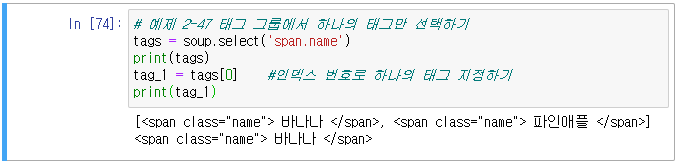 In [74]: # 예제 2-47 태그 그룹에서 하나의 태그만 선택하기
tags = soup.select('span.name')
print(tags)
tag_1 = tags[0]    #인덱스 번호로 하나의 태그 지정하기
print(tag_1)
[<span class="name"> 바나나 </span>, <span class="name"> 파인애플 </span>]
<span class="name"> 바나나 </span>